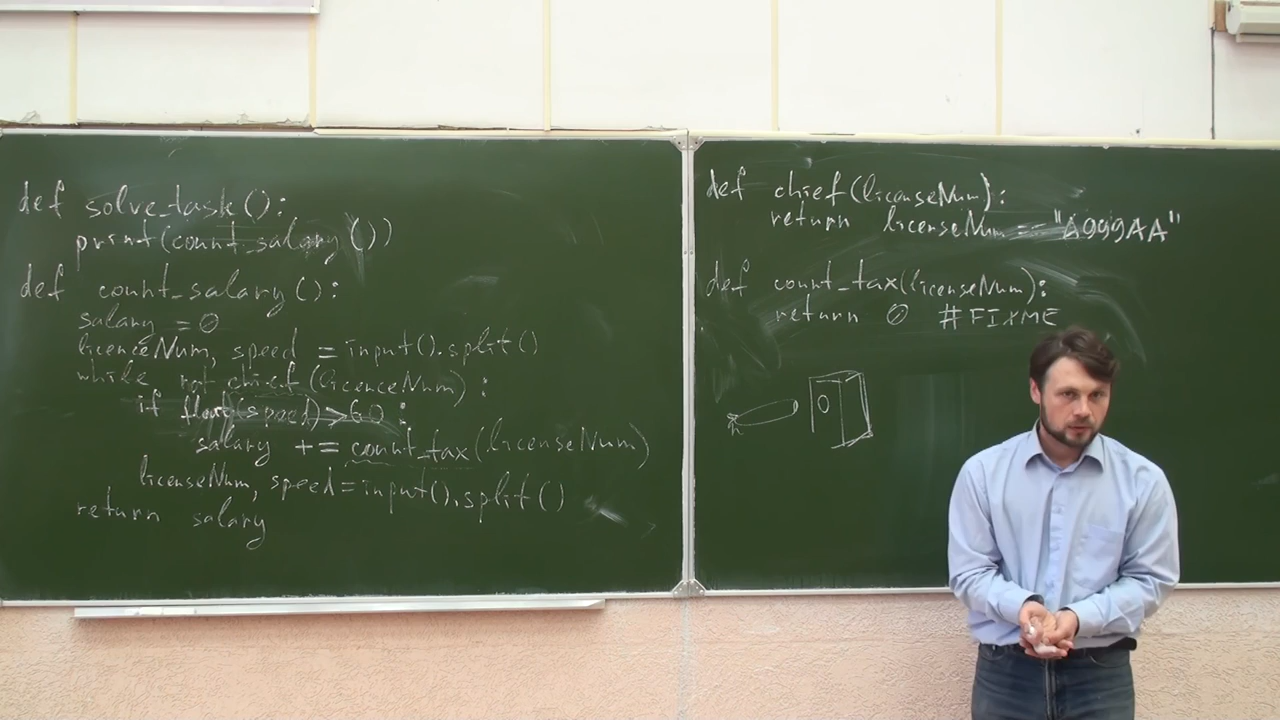 def solve_task():
print(count_salary())
def count_salary():
salary = 0
licenceNum, speed = input().split()
while not chief(licenceNum):
if float(speed) > 60:
salary += count_tax(licenseNum)
licenseNum, speed = input().split()
return salary
def chief(licenseNum):
return licenseNum == "A999AA"
def count_tax(licenseNum):
return 0 #FIXME
0